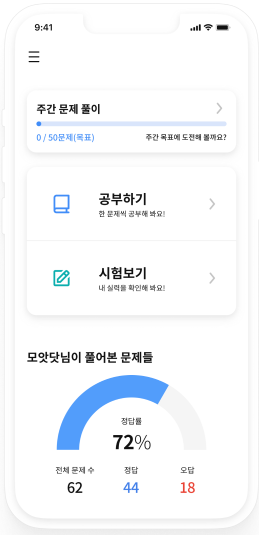 9:41
주간 문제 풀이
0 / 50문제(목표)
주간 목표에 도전해 볼까요?
공부하기
한 문제씩 공부해 봐요!
시험보기
내 실력을 확인해 봐요!
모앗닷님이 풀어본 문제들
정답률
72%
전체 문제 수 정답 오답
62 44 18